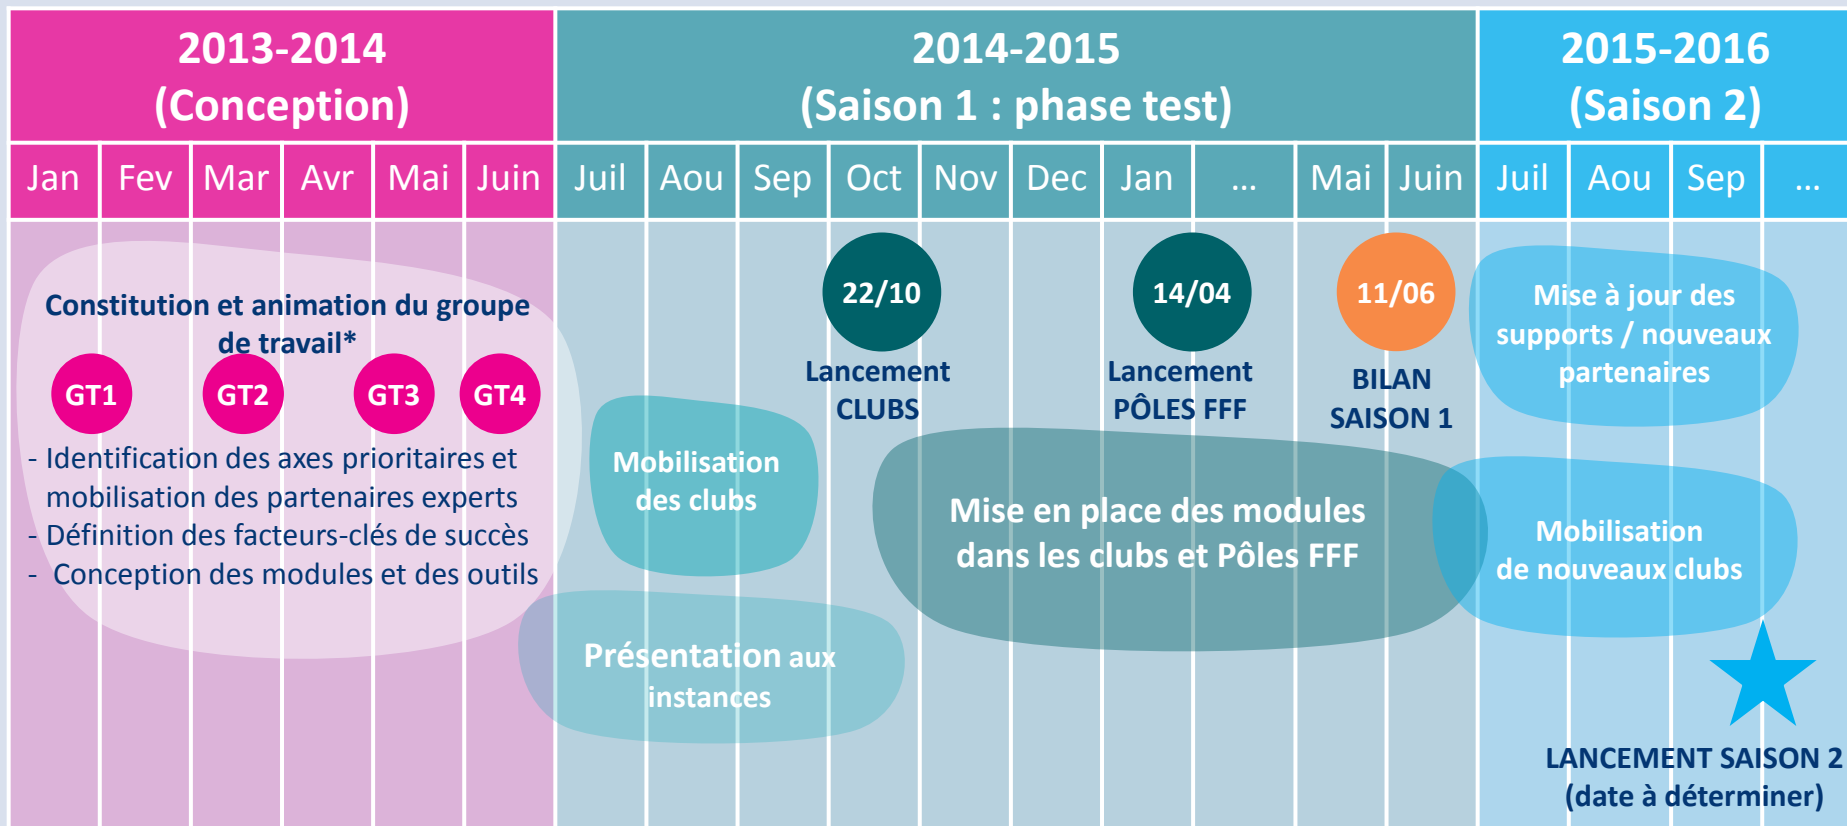 2013-2014
(Conception)
2014-2015
(Saison 1 : phase test)
2015-2016
(Saison 2)
Jan Fev Mar Avr Mai Juin Juil Aou Sep Oct Nov Dec Jan ... Mai Juin Juil Aou Sep ...
Constitution et animation du groupe
de travail*
GT1 GT2 GT3 GT4
- Identification des axes prioritaires et
mobilisation des partenaires experts
- Définition des facteurs-clés de succès
- Conception des modules et des outils
Mobilisation
des clubs
Présentation aux
instances
22/10
Lancement
CLUBS
14/04
Lancement
PÔLES FFF
11/06
BILAN
SAISON 1
Mise en place des modules
dans les clubs et Pôles FFF
Mise à jour des
supports / nouveaux
partenaires
Mobilisation
de nouveaux clubs
LANCEMENT SAISON 2
(date à déterminer)